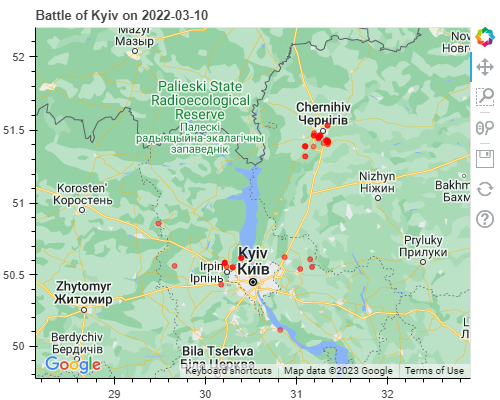 Battle of Kyiv on 2022-03-10
Mazyr
Мазыр
Nov
Новг
Palieski State
Radioecological
Reserve
Палескі
радыяцыйна-экалагічны
запаведнік
Chernihiv
Чернігів
Korosten'
Коростень
Nizhyn
Ніжин
Bakhm
Бахм
Pryluky
Прилуки
Kyiv
Київ
Irpin
Ірпінь
Zhytomyr
Житомир
Berdychiv
Бердичів
Bila Tserkva
Біла Церква
L
Л
Google
Keyboard shortcuts
Map data ©2023 Google
Terms of Use
52
51.5
51
50.5
50
29
30
31
32